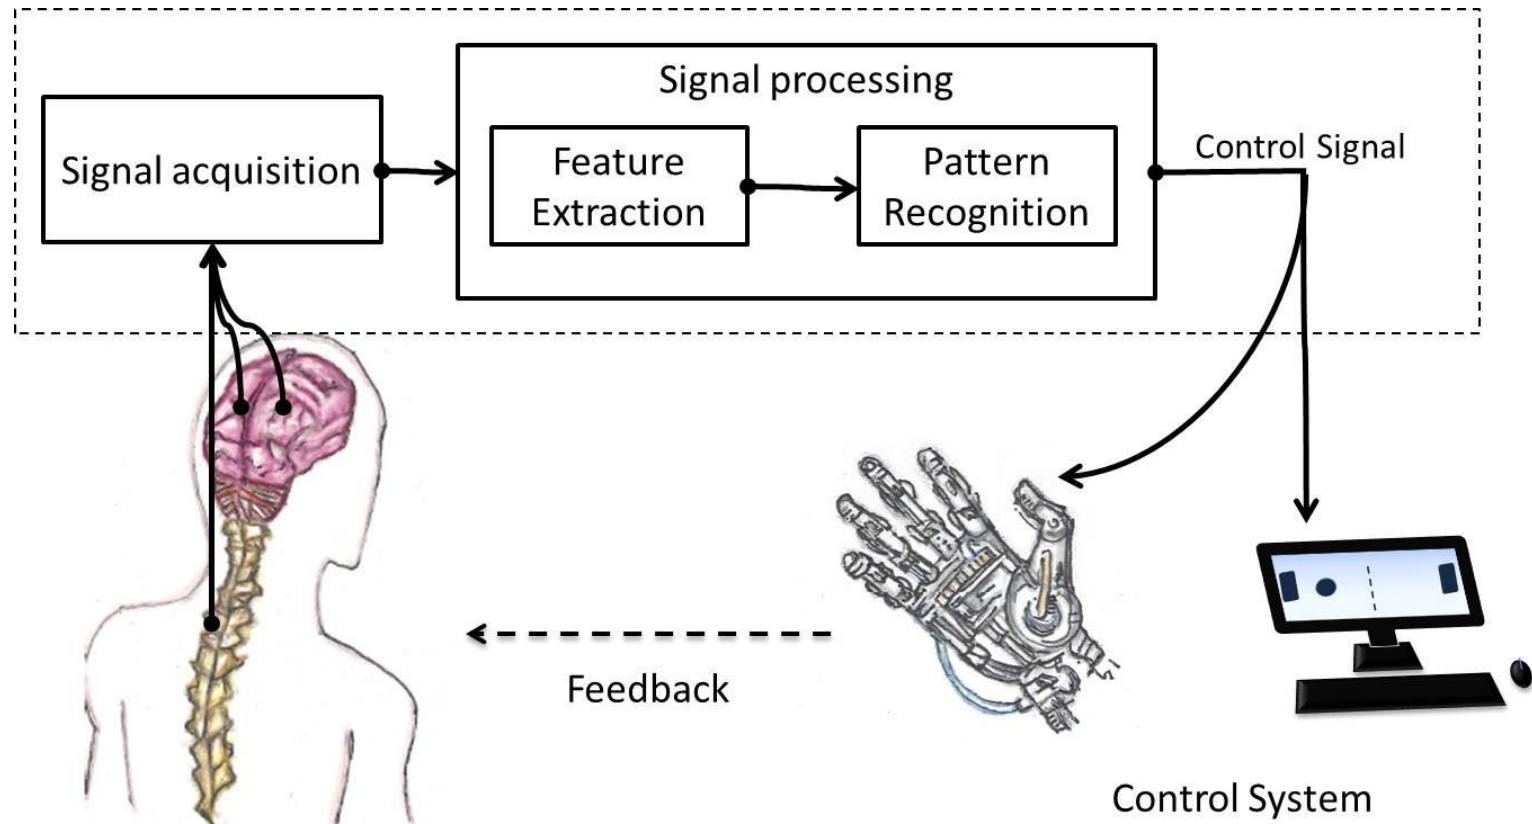 Signal processing
Signal acquisition
Feature
Extraction
Pattern
Recognition
Control Signal
Feedback
Control System